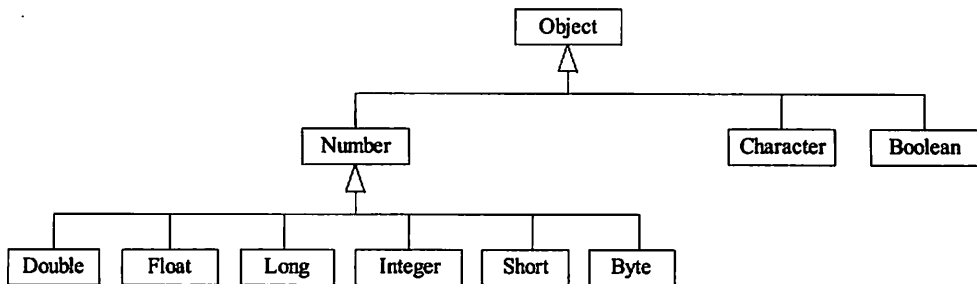 Object
Number
Character
Boolean
Double
Float
Long
Integer
Short
Byte